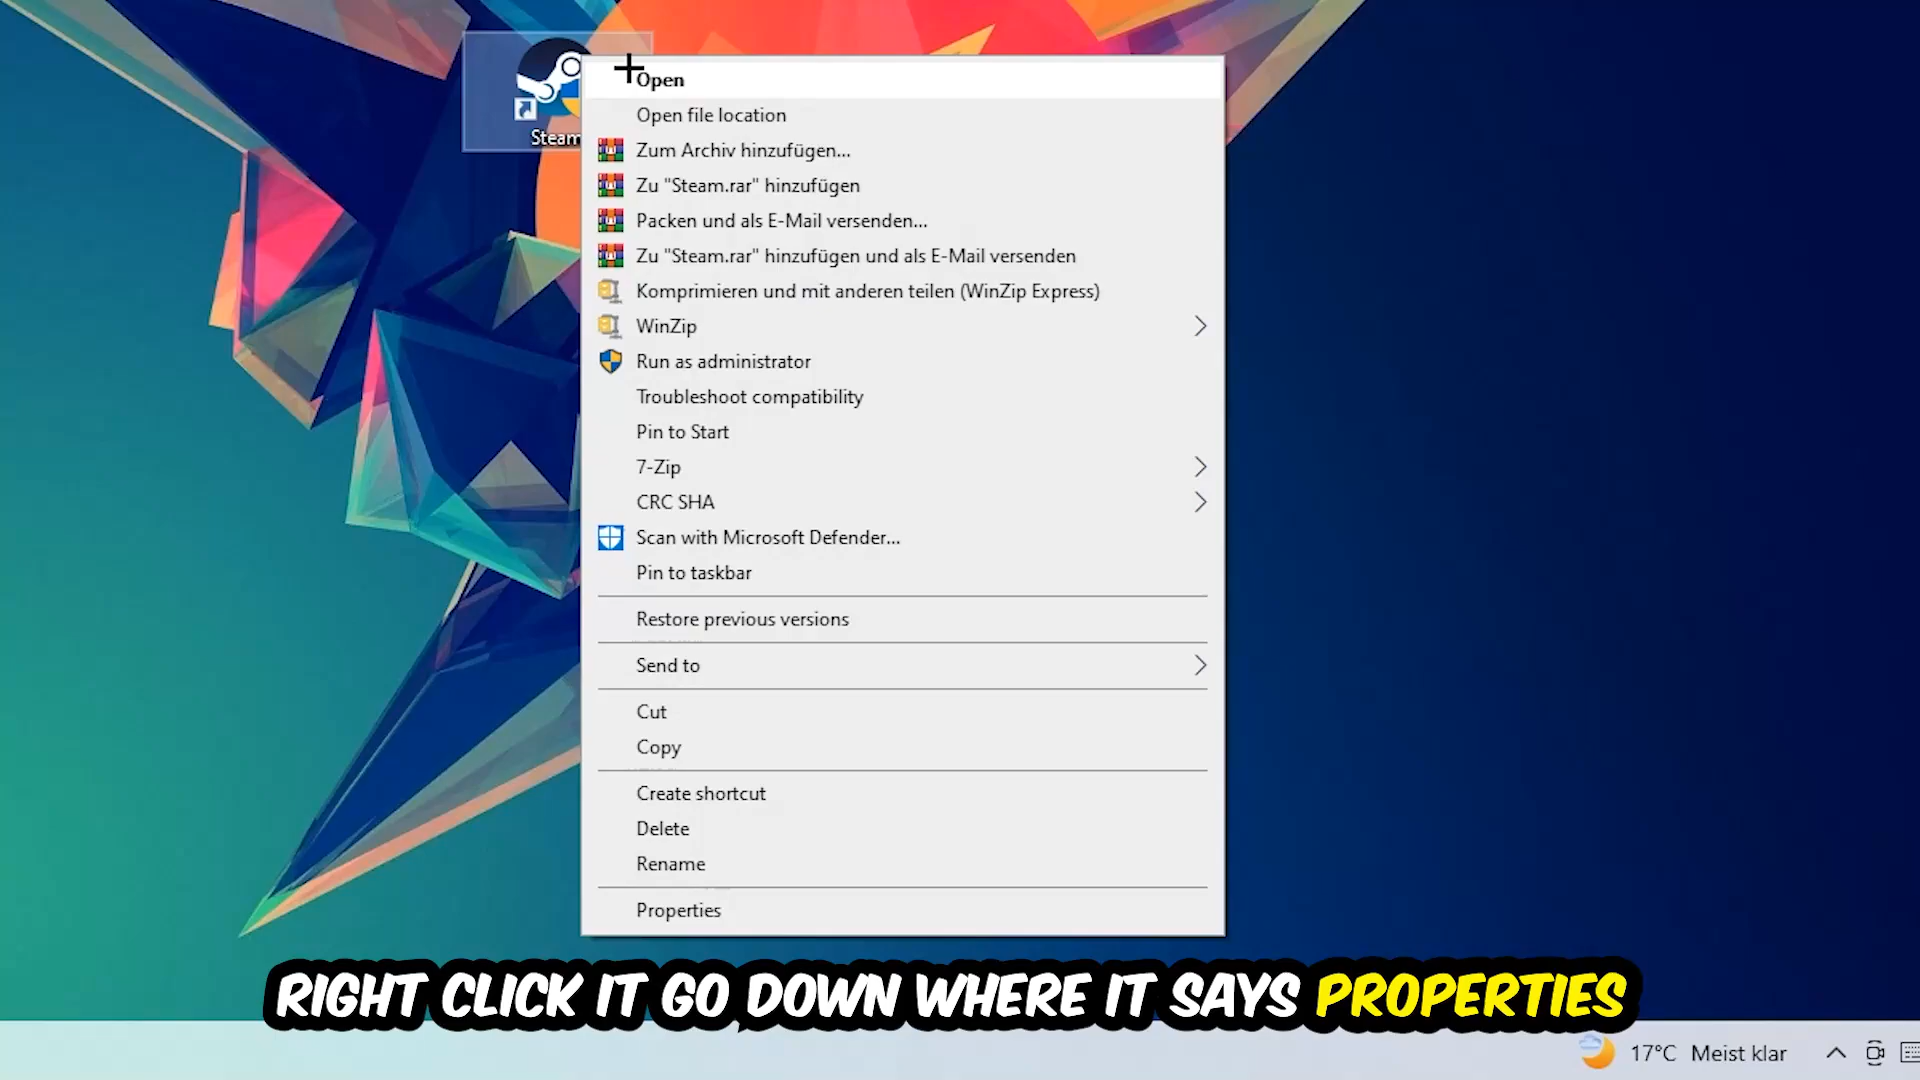 Steam
Open
Open file location
Zum Archiv hinzufügen...
Zu "Steam.rar" hinzufügen
Packen und als E-Mail versenden...
Zu "Steam.rar" hinzufügen und als E-Mail versenden
Komprimieren und mit anderen teilen (WinZip Express)
WinZip
Run as administrator
Troubleshoot compatibility
Pin to Start
7-Zip
CRC SHA
Scan with Microsoft Defender...
Pin to taskbar
Restore previous versions
Send to
Cut
Copy
Create shortcut
Delete
Rename
Properties
RIGHT CLICK IT GO DOWN WHERE IT SAYS PROPERTIES
17°C Meist klar